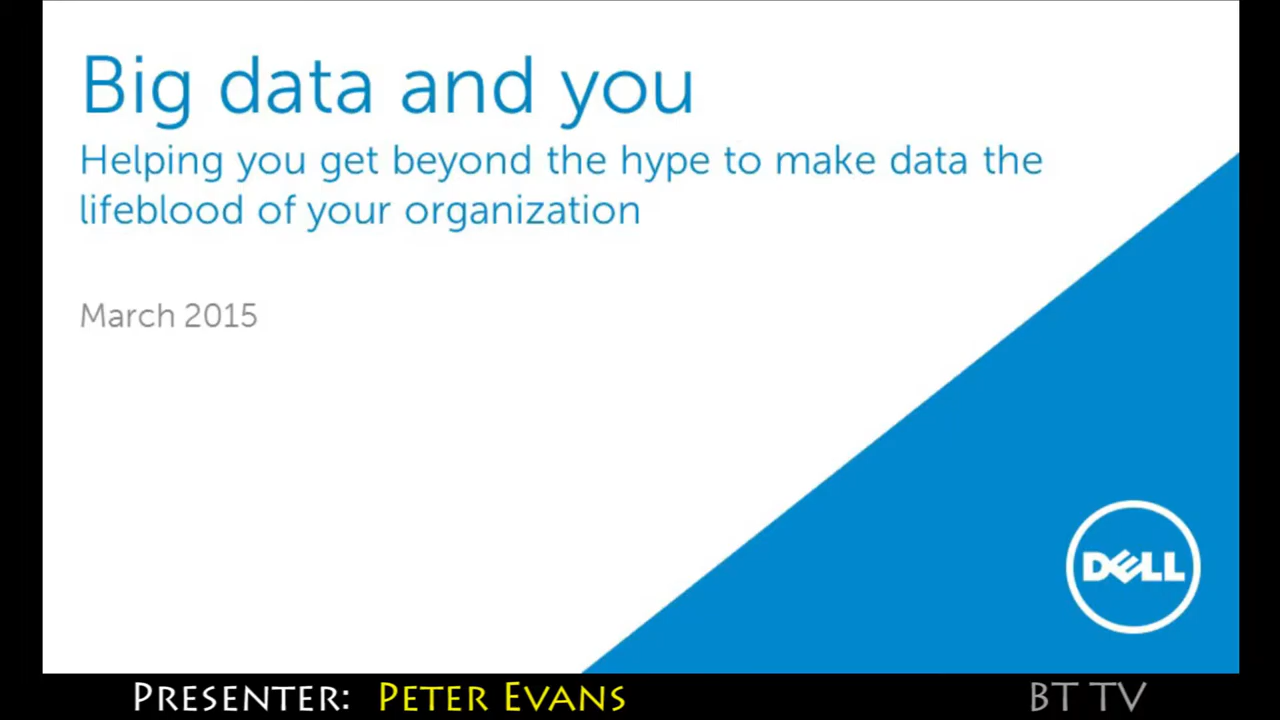 Big data and you
Helping you get beyond the hype to make data the
lifeblood of your organization
March 2015
DELL
Presenter: Peter Evans
BT TV